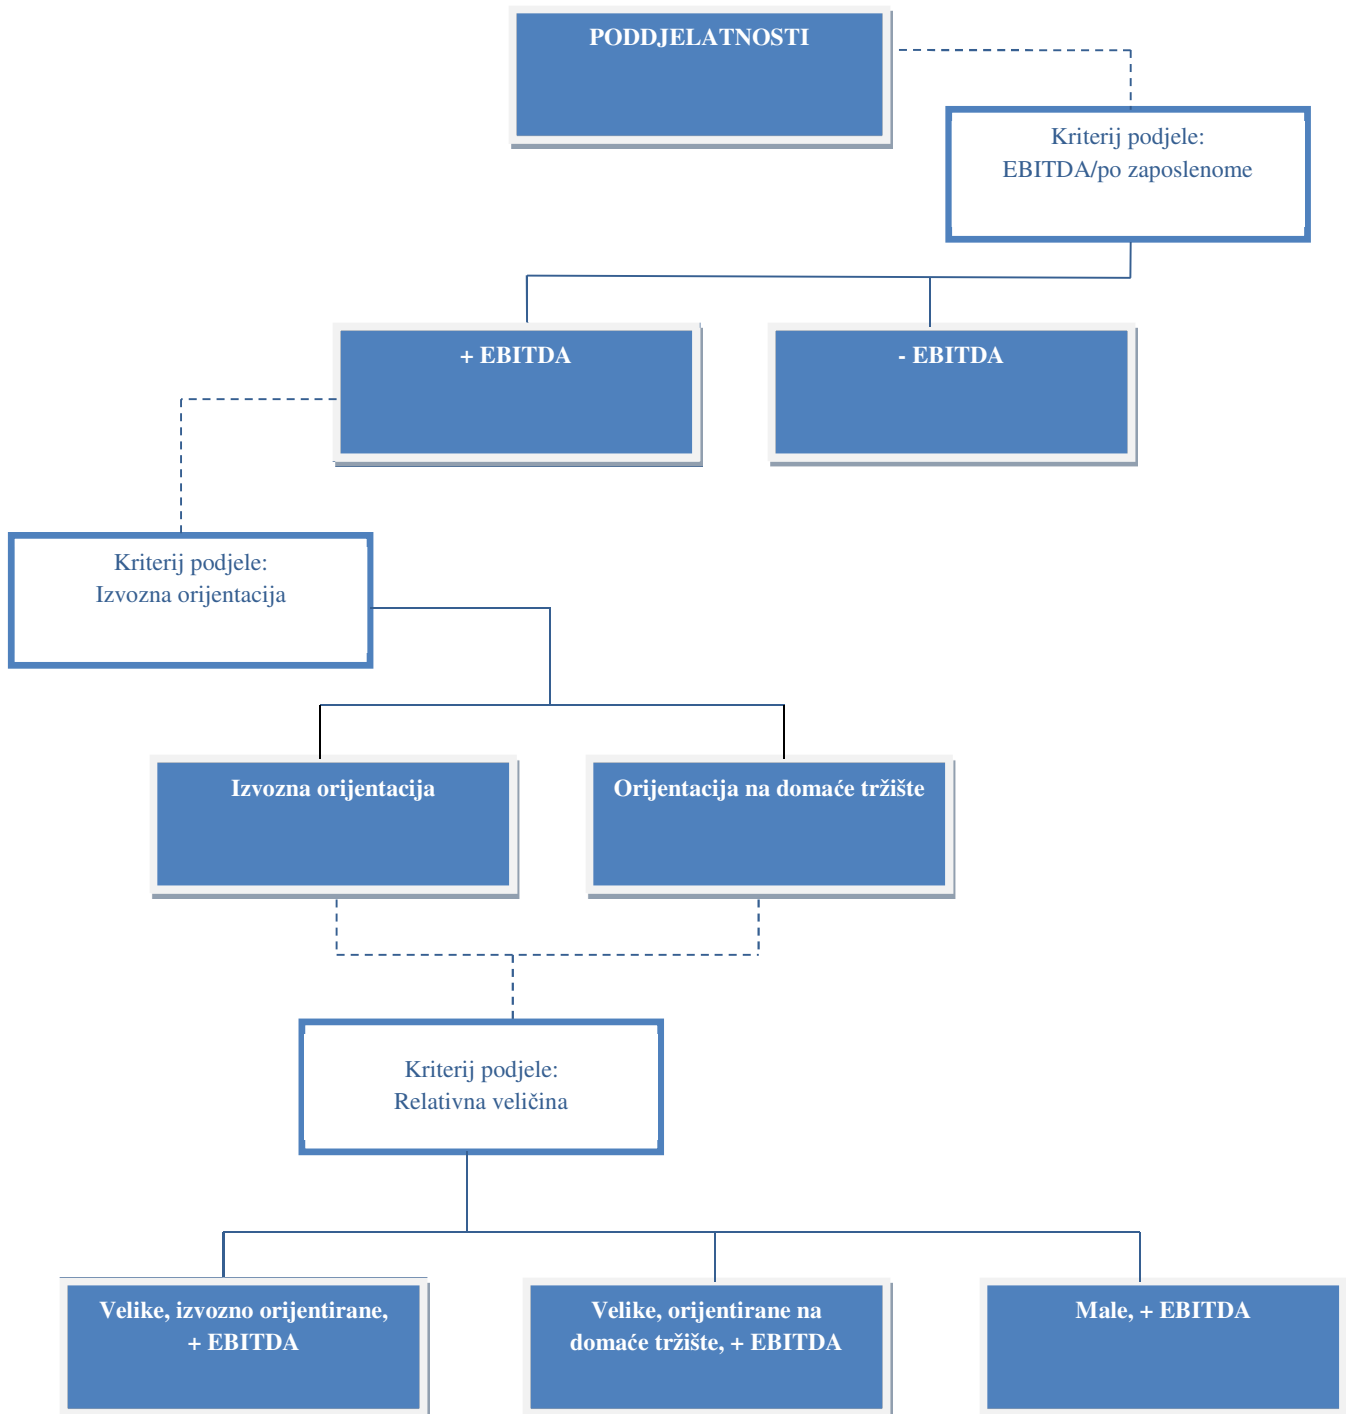 PODDJELATNOSTI
Kriterij podjele:
EBITDA/po zaposlenome
+ EBITDA
- EBITDA
Kriterij podjele:
Izvozna orijentacija
Izvozna orijentacija
Orijentacija na domaće tržište
Kriterij podjele:
Relativna veličina
Velike, izvozno orijentirane,
+ EBITDA
Velike, orijentirane na
domaće tržište, + EBITDA
Male, + EBITDA